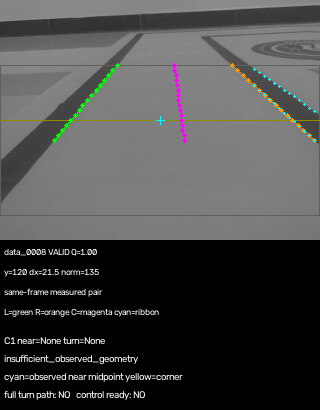 data_0008 VALID Q=1.00
y=120 dx=21.5 norm=135
same-frame measured pair
L=green R=orange C=magenta cyan=ribbon
C1 near=None turn=None
insufficient_observed_geometry
cyan=observed near midpoint yellow=corner
full turn path: NO control ready: NO